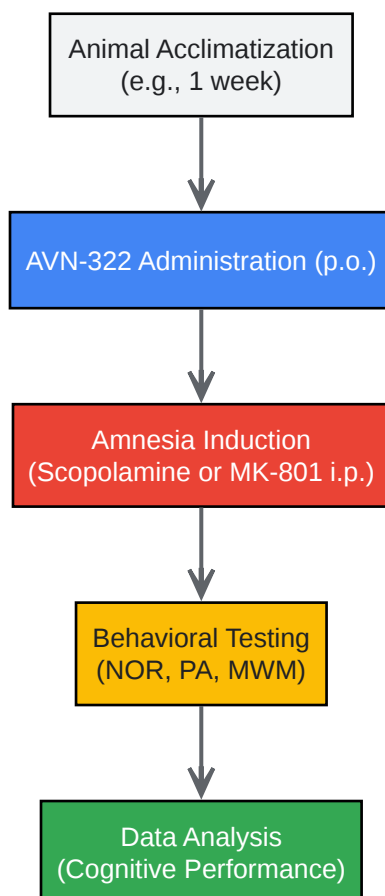 Animal Acclimatization
(e.g., 1 week)
AVN-322 Administration (p.o.)
Amnesia Induction
(Scopolamine or MK-801 i.p.)
Behavioral Testing
(NOR, PA, MWM)
Data Analysis
(Cognitive Performance)